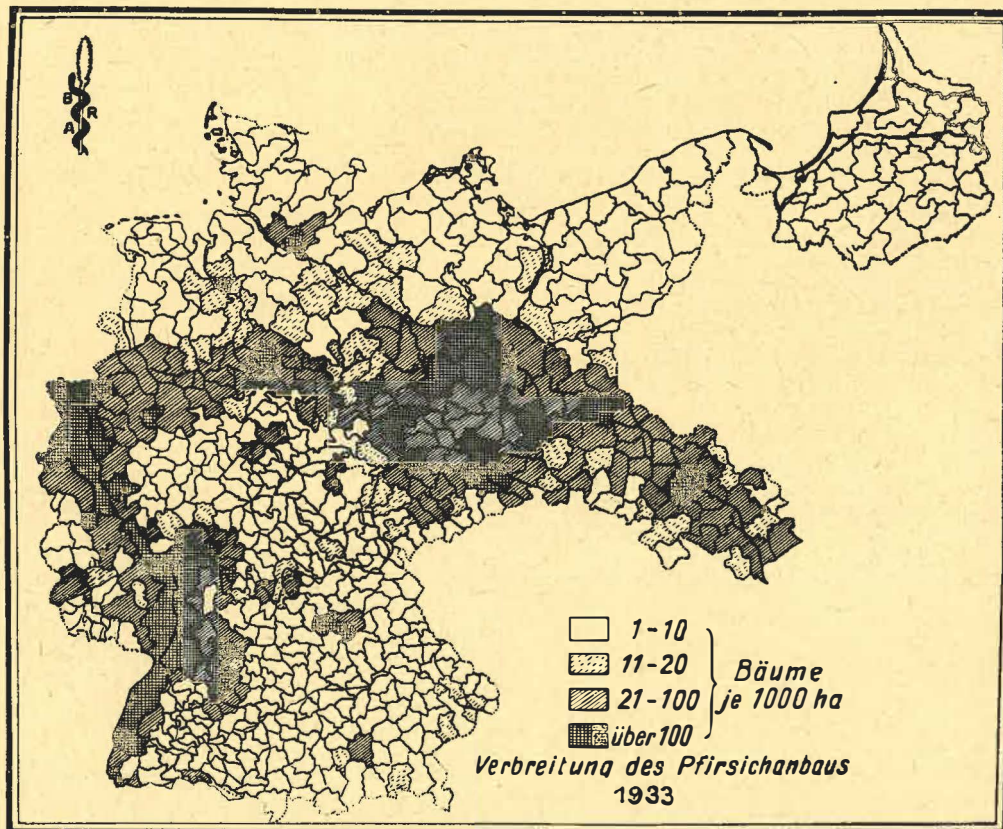 B R
A
1-10
11-20
21-100
über 100
Bäume
je 1000 ha
Verbreitung des Pfirsichanbaus
1933